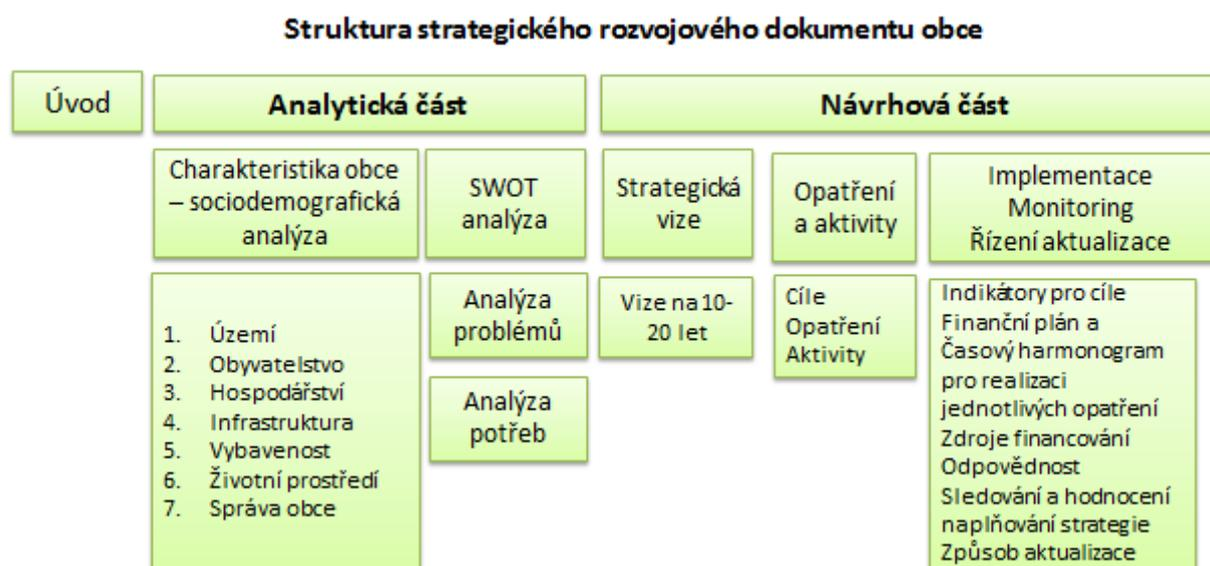 Struktura strategického rozvojového dokumentu obce
Úvod
Analytická část
Návrhová část
Charakteristika obce
– sociodemografická
analýza
SWOT
analýza
Strategická
vize
Opatření
a aktivity
Implementace
Monitoring
Řízení aktualizace
1. Území
2. Obyvatelstvo
3. Hospodářství
4. Infrastruktura
5. Vybavenost
6. Životní prostředí
7. Správa obce
Analýza
problémů
Analýza
potřeb
Vize na 10-
20 let
Cíle
Opatření
Aktivity
Indikátory pro cíle
Finanční plán a
Časový harmonogram
pro realizaci
jednotlivých opatření
Zdroje financování
Odpovědnost
Sledování a hodnocení
naplňování strategie
Způsob aktualizace